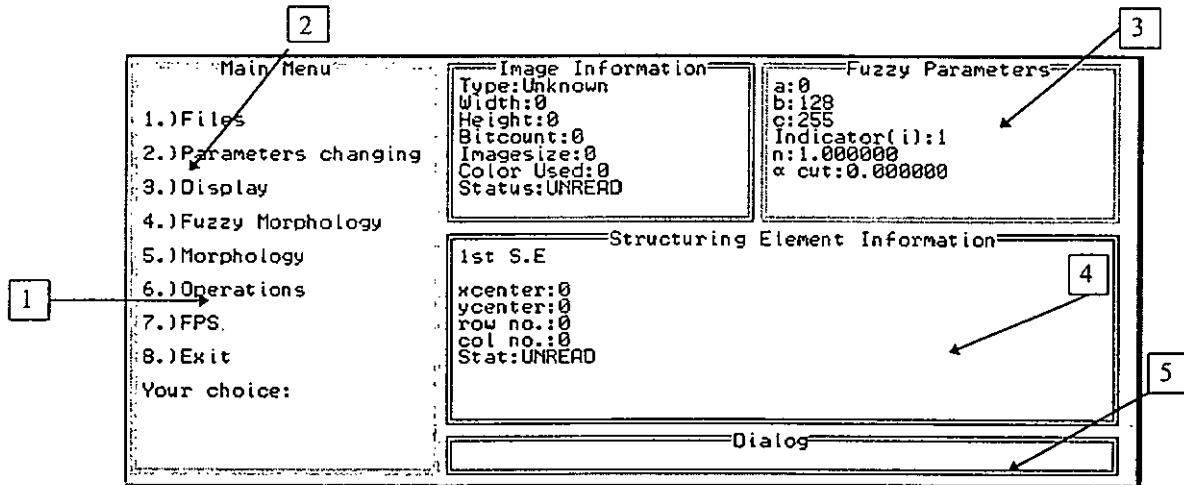 2
3
Main Menu
1.)Files
2.)Parameters changing
3.)Display
4.)Fuzzy Morphology
5.)Morphology
6.)Operations
7.)FPS
8.)Exit
Your choice:
1
Image Information
Type:Unknown
Width:0
Height:0
Bitcount:0
Imagesize:0
Color Used:0
Status:UNREAD
Fuzzy Parameters
a:0
b:128
c:255
Indicator(i):1
n:1.000000
α cut:0.000000
Structuring Element Information
1st S.E
xcenter:0
ycenter:0
row no.:0
col no.:0
Stat:UNREAD
4
5
Dialog